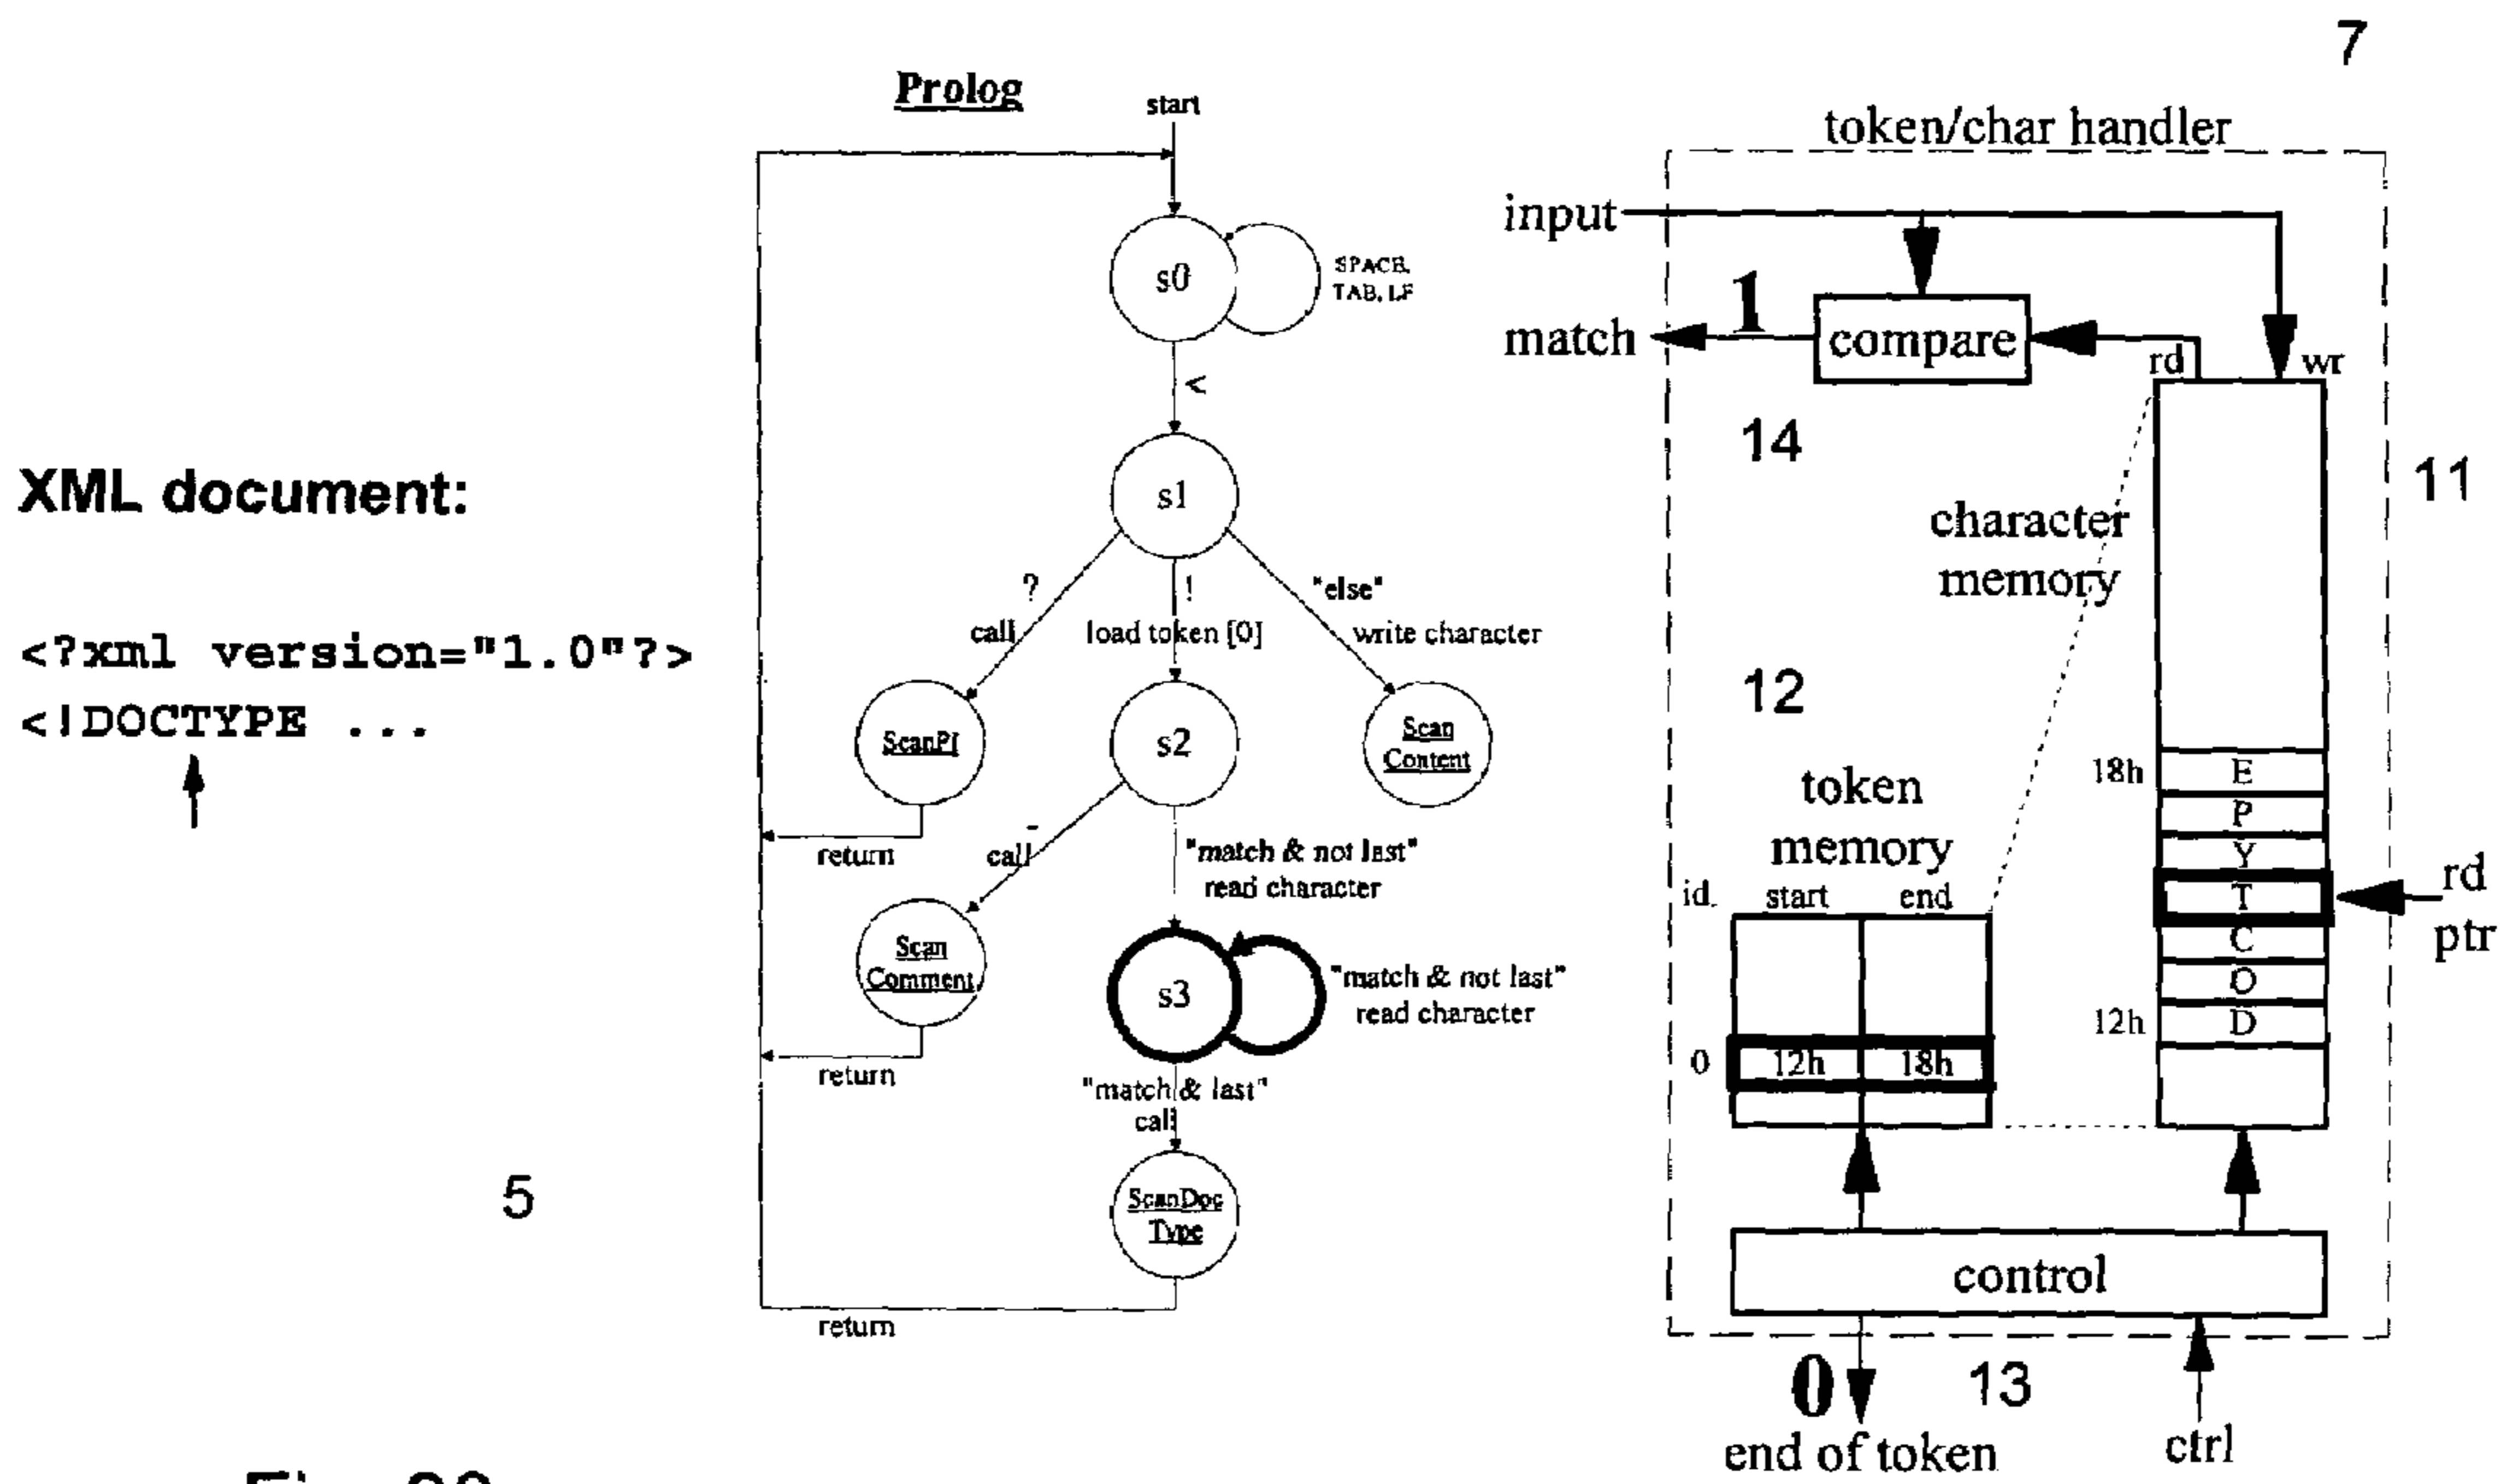 7
Prolog
start
s0
SPACE,
TAB, LF
<
s1
?
call
!
load token [0]
"else"
write character
ScanPI
return
s2
Scan
Content
-
call
"match & not last"
read character
Scan
Comment
return
s3
"match & not last"
read character
"match & last"
call
ScanDoc
Type
return
XML document:
<?xml version="1.0"?>
<!DOCTYPE ...
5
token/char handler
input
match
1
compare
rd
wr
14
11
character
memory
12
token
memory
id.
start
end
0
12h
18h
18h
E
P
Y
T
C
O
12h
D
rd
ptr
control
0
13
end of token
ctrl